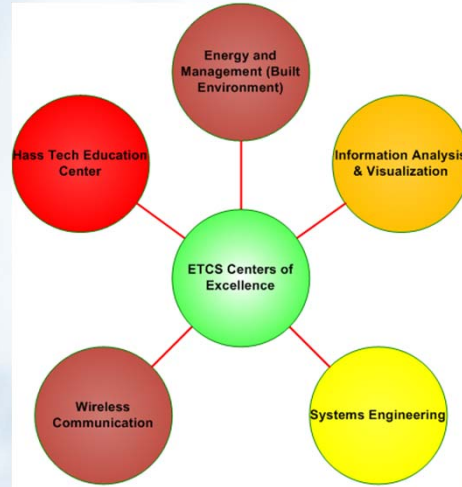 Energy and
Management (Built
Environment)
Hass Tech Education
Center
Information Analysis
& Visualization
ETCS Centers of
Excellence
Wireless
Communication
Systems Engineering